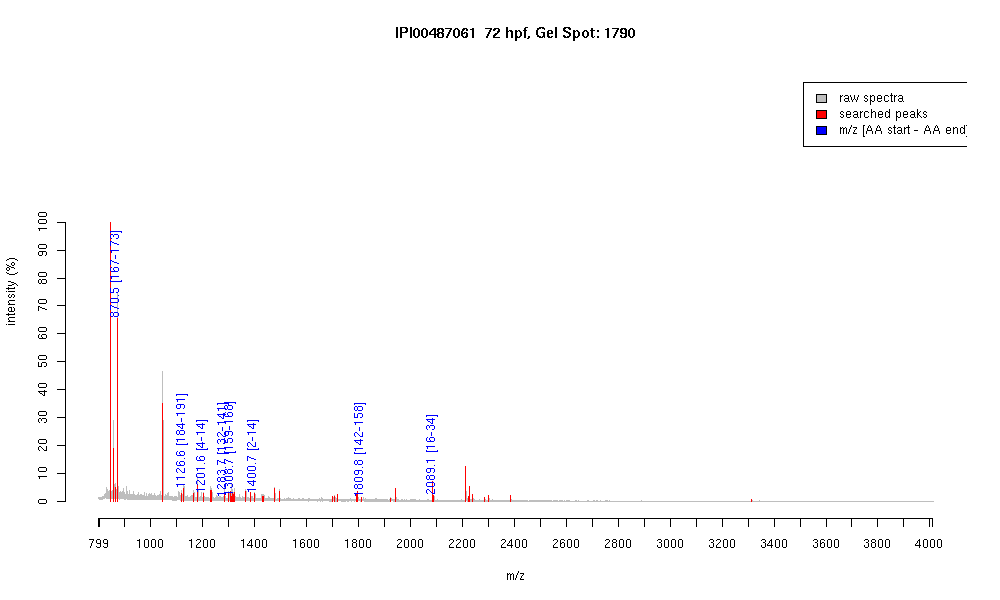 IPI00487061 72 hpf, Gel Spot: 1790
raw spectra
searched peaks
m/z [AA start - AA end]
intensity (%)
100
90
80
70
60
50
40
30
20
10
0
870.5 [167-173]
1126.6 [184-191]
1201.6 [4-14]
1283.7 [132-141]
1308.7 [159-168]
1400.7 [2-14]
1809.8 [142-158]
2089.1 [16-34]
799 1000 1200 1400 1600 1800 2000 2200 2400 2600 2800 3000 3200 3400 3600 3800 4000
m/z